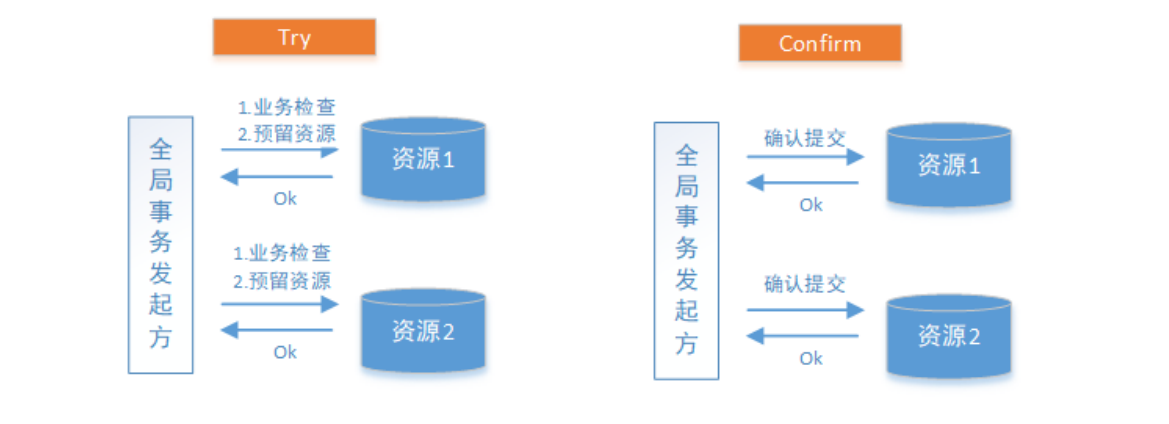 Try
1.业务检查
2.预留资源
全局事务发起方
资源1
Ok
1.业务检查
2.预留资源
资源2
Ok
Confirm
确认提交
全局事务发起方
资源1
Ok
确认提交
资源2
Ok